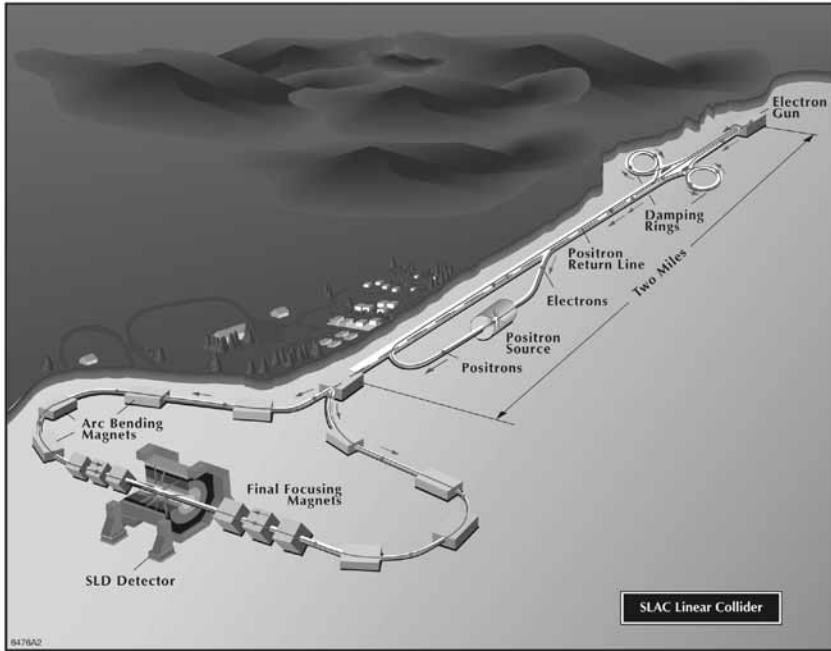 Electron
Gun
Damping
Rings
Positron
Return Line
Two Miles
Electrons
Positron
Source
Positrons
Arc Bending
Magnets
Final Focusing
Magnets
SLD Detector
SLAC Linear Collider
6476A2